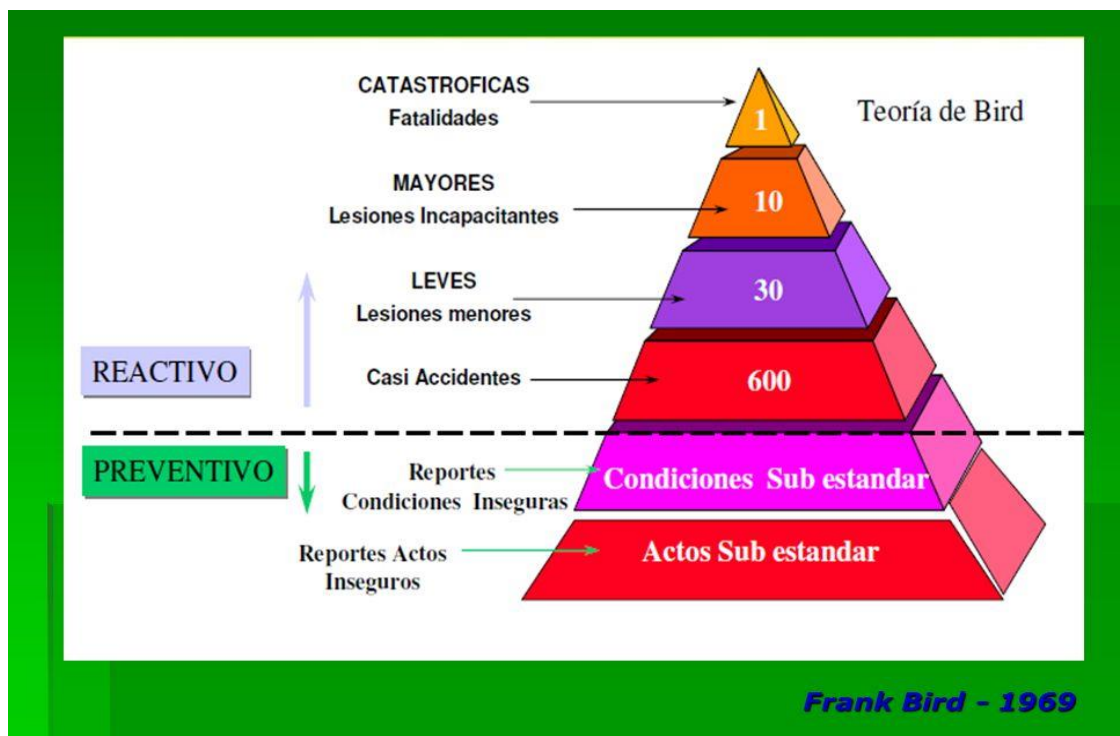 CATASTROFICAS
Fatalidades
1
Teoría de Bird
MAYORES
Lesiones Incapacitantes
10
LEVES
Lesiones menores
30
REACTIVO
Casi Accidentes
600
PREVENTIVO
Reportes
Condiciones Inseguras
Condiciones Sub estandar
Reportes Actos
Inseguros
Actos Sub estandar
Frank Bird - 1969